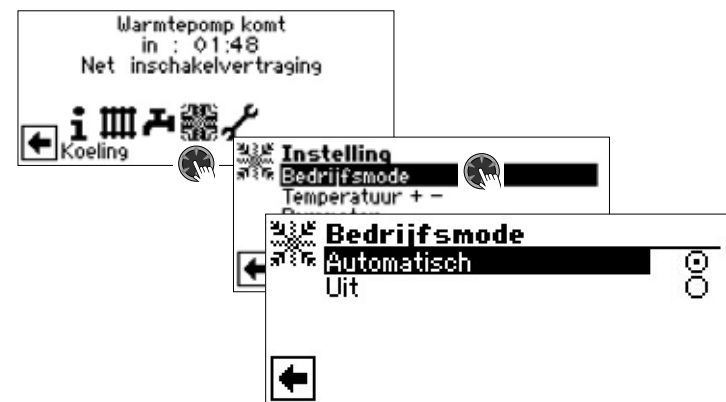 Warmtepomp komt
in : 01:48
Net inschakelvertraging
Koeling
Instelling
Bedrijfsmode
Temperatuur + -
Bedrijfsmode
Automatisch
Uit